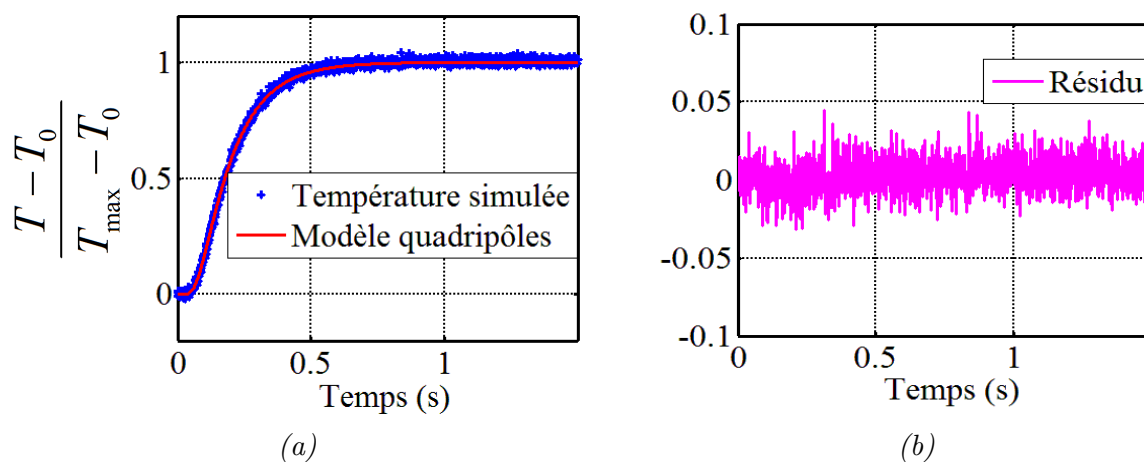 T − T0
Tmax − T0
1
0.5
0
Température simulée
Modèle quadripôles
0
0.5
1
Temps (s)
(a)
0.1
0.05
0
-0.05
-0.1
Résidu
0
0.5
1
Temps (s)
(b)